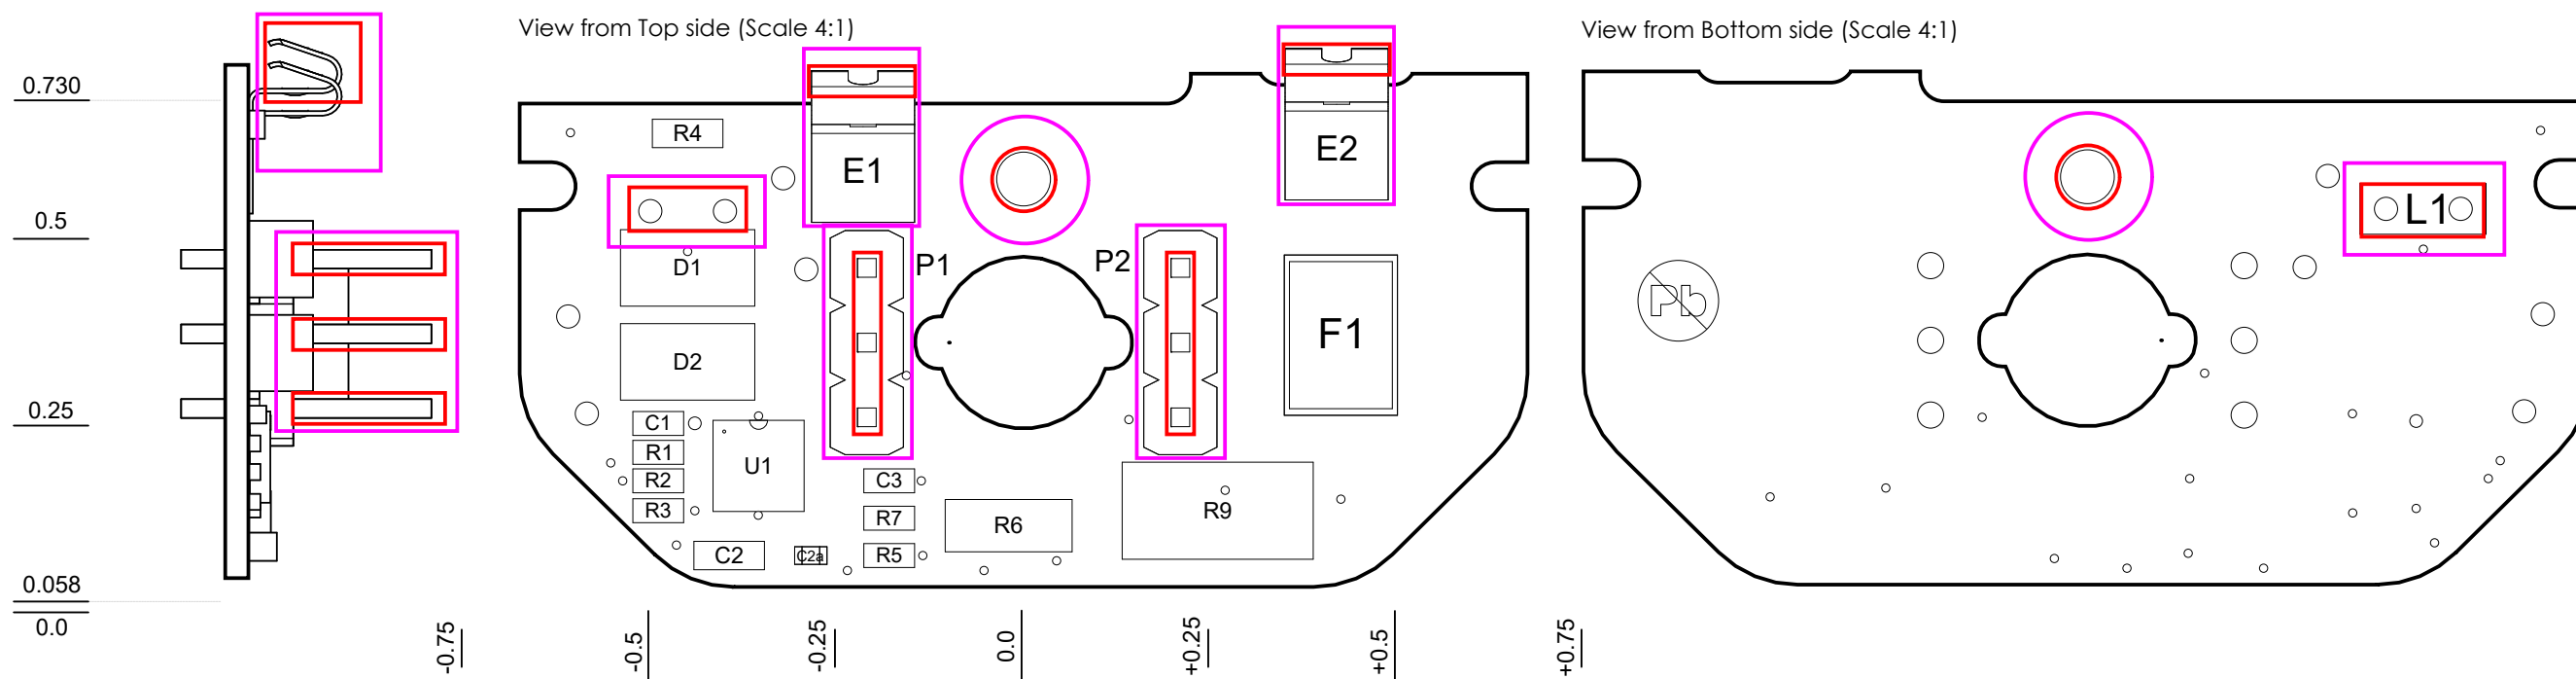 View from Top side (Scale 4:1)
View from Bottom side (Scale 4:1)
0.730
0.5
0.25
0.058
0.0
R4
E1
E2
L1
D1
P1
P2
Pb
F1
D2
C1
R1
U1
R2
C3
R3
R7
R6
R9
C2
C2a
R5
-0.75
-0.5
-0.25
0.0
+0.25
+0.5
+0.75